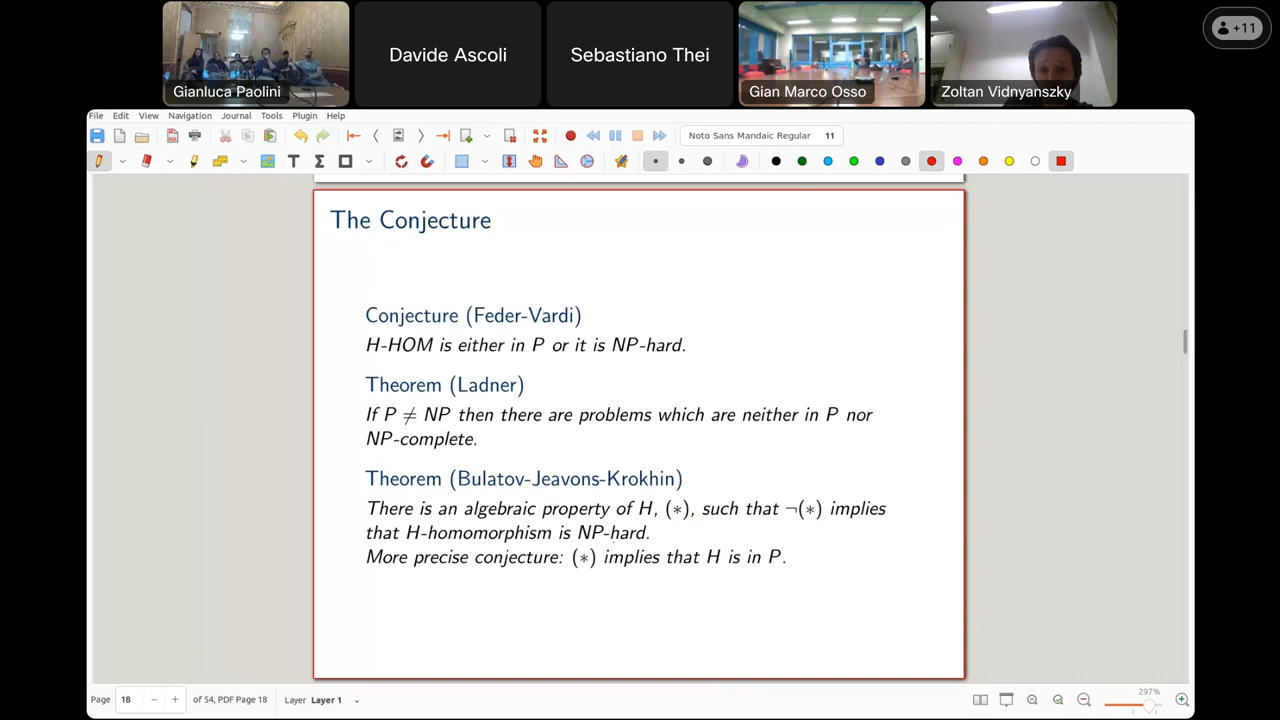 Davide Ascoli
Sebastiano Thei
+11
Gianluca Paolini
Gian Marco Osso
Zoltan Vidnyanszky
File Edit View Navigation Journal Tools Plugin Help
Noto Sans Mandaic Regular 11
The Conjecture
Conjecture (Feder-Vardi)
H-HOM is either in P or it is NP-hard.
Theorem (Ladner)
If P ≠ NP then there are problems which are neither in P nor
NP-complete.
Theorem (Bulatov-Jeavons-Krokhin)
There is an algebraic property of H, (∗), such that ¬(∗) implies
that H-homomorphism is NP-hard.
More precise conjecture: (∗) implies that H is in P.
Page 18 − + of 54, PDF Page 18 Layer Layer 1 297%